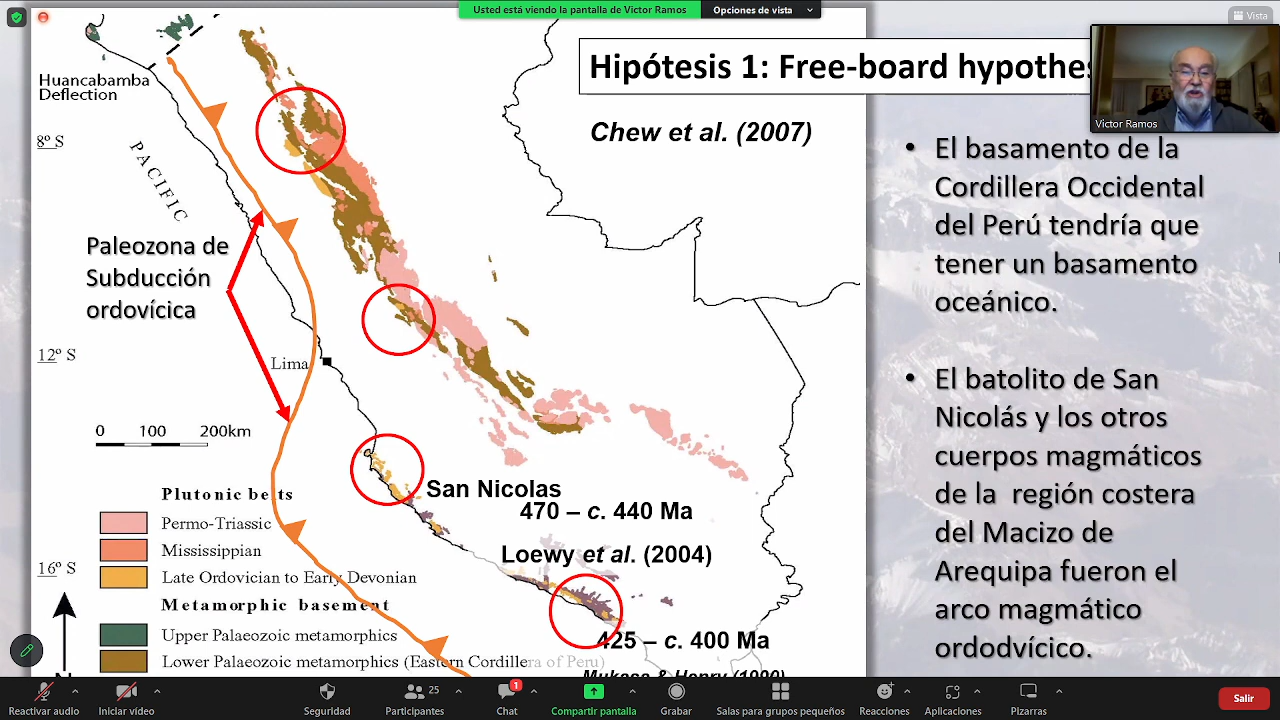 Usted está viendo la pantalla de Victor Ramos
Opciones de vista
Vista
Hipótesis 1: Free-board hypothes
Victor Ramos
Huancabamba
Deflection
8º S
PACIFIC
Chew et al. (2007)
• El basamento de la
Cordillera Occidental
del Perú tendría que
tener un basamento
oceánico.
Paleozona de
Subducción
ordovícica
12º S
Lima
• El batolito de San
Nicolás y los otros
cuerpos magmáticos
de la región costera
del Macizo de
Arequipa fueron el
arco magmático
ordodvícico.
0 100 200km
San Nicolas
470 – c. 440 Ma
Loewy et al. (2004)
425 – c. 400 Ma
Mukasa & Henry (1990)
Plutonic belts
Permo-Triassic
Mississippian
16º S
Late Ordovician to Early Devonian
Metamorphic basement
Upper Palaeozoic metamorphics
Lower Palaeozoic metamorphics (Eastern Cordillera of Peru)
N
Reactivar audio
Iniciar video
Seguridad
25
Participantes
1
Chat
Compartir pantalla
Grabar
Salas para grupos pequeños
Reacciones
Aplicaciones
Pizarras
Salir